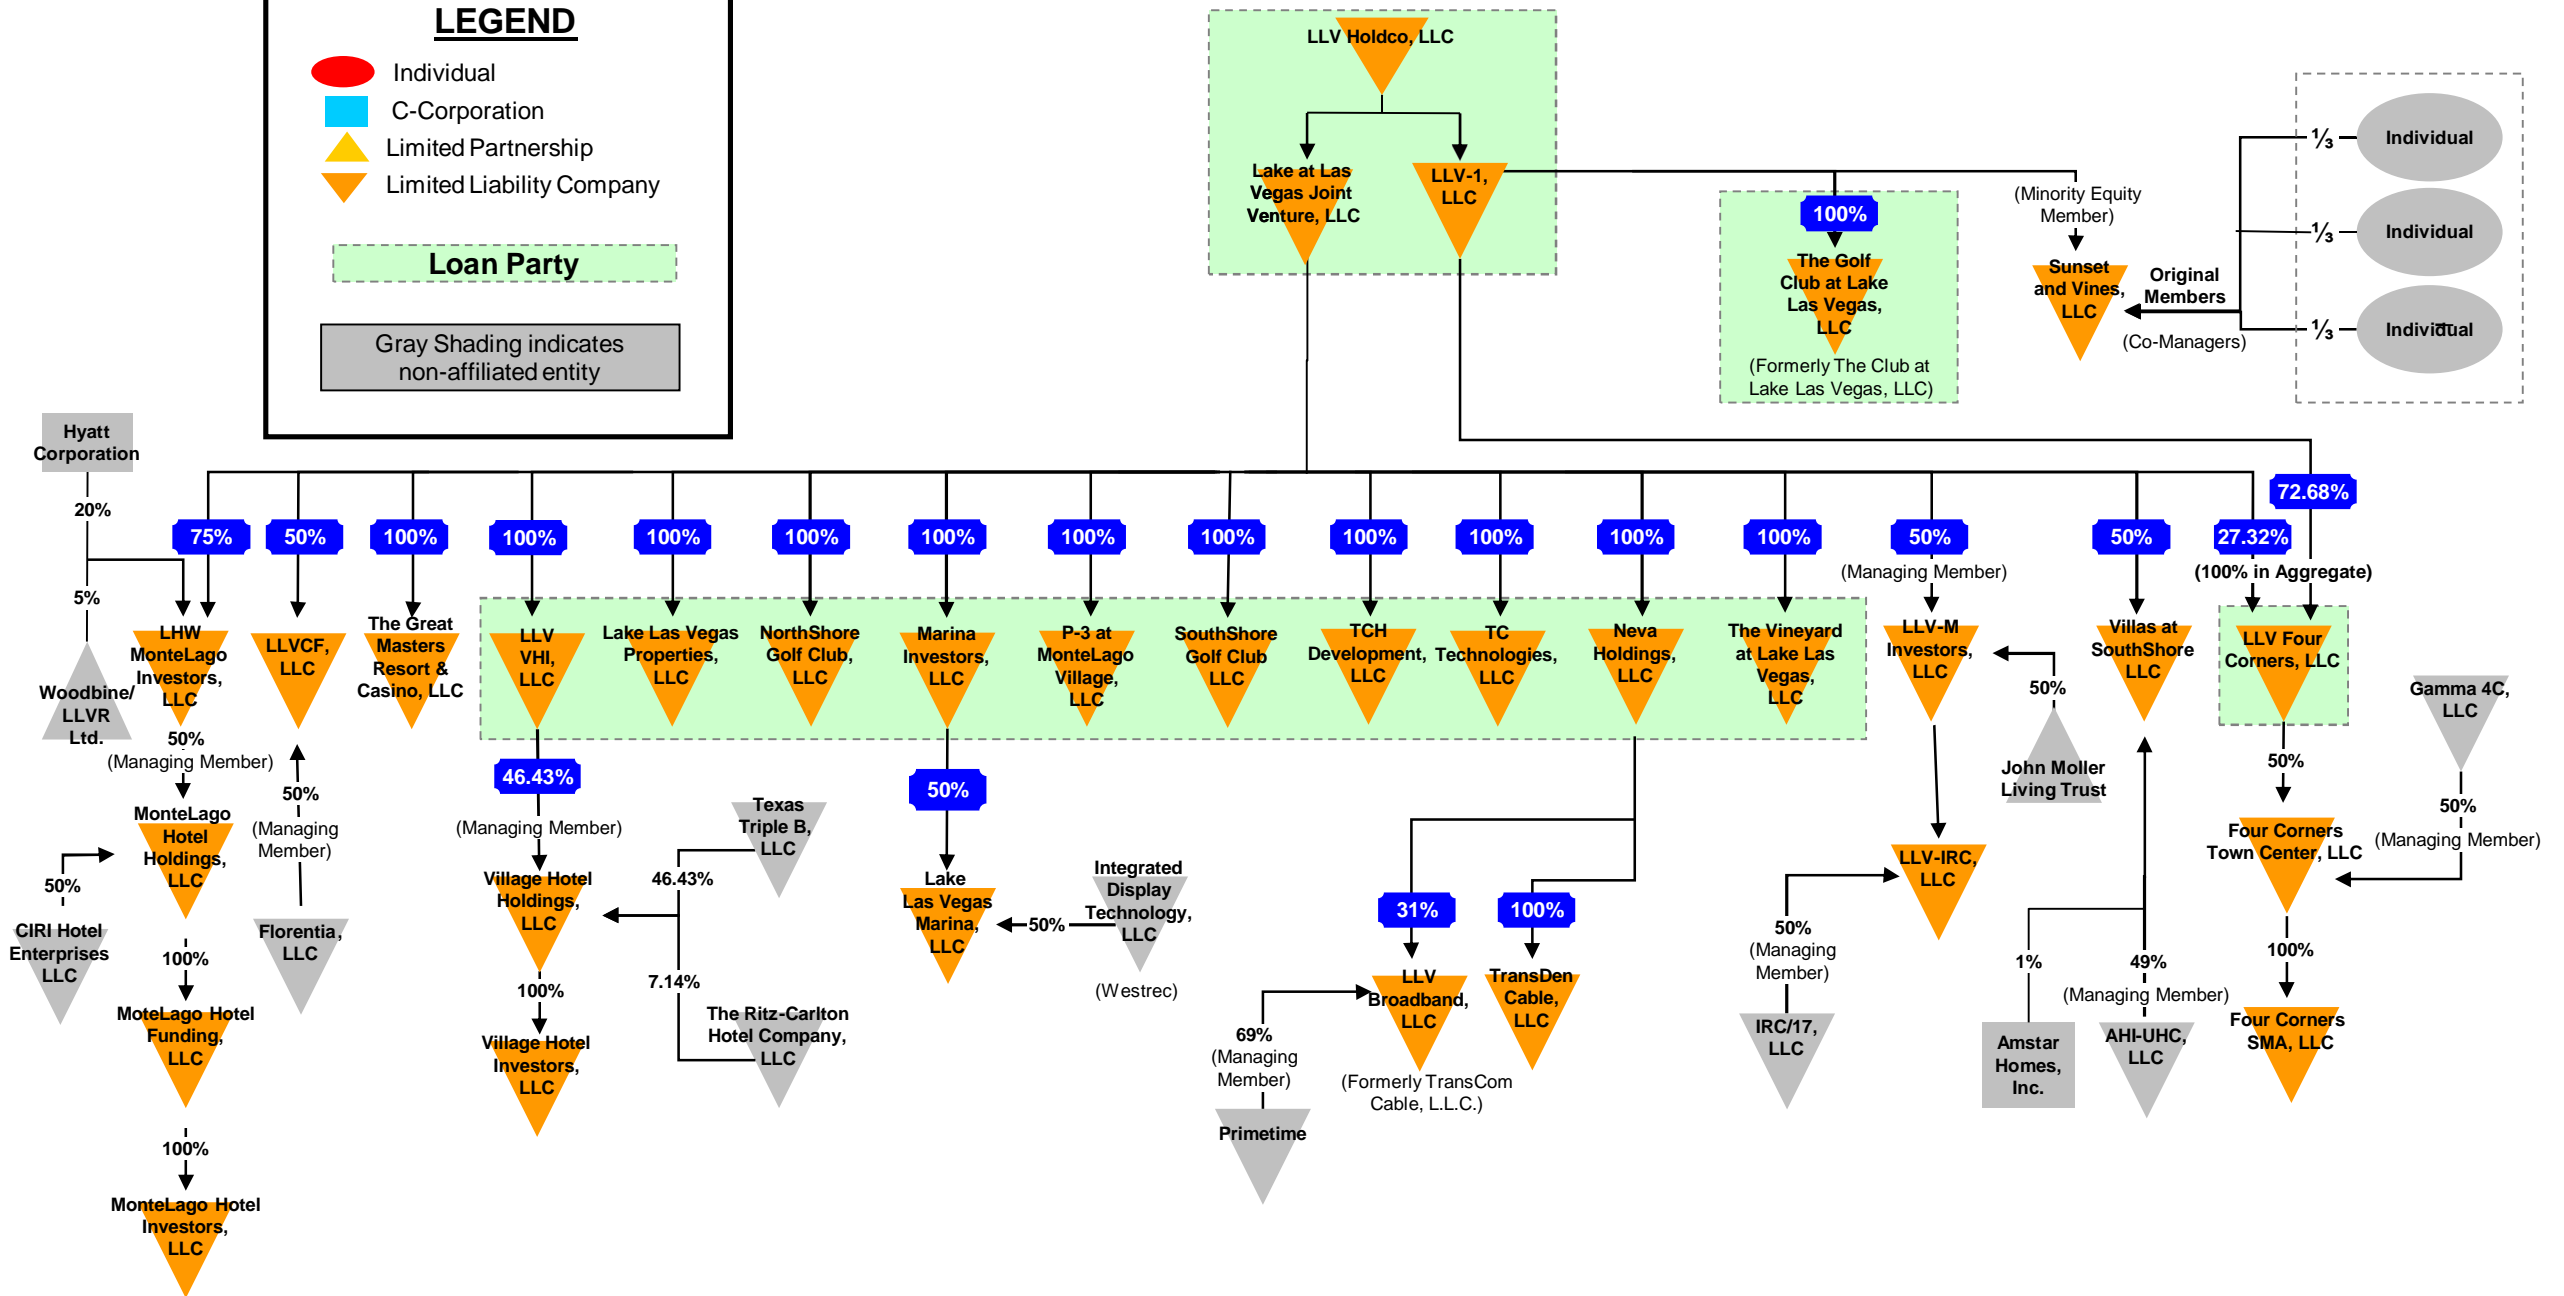 LEGEND
Individual
C-Corporation
Limited Partnership
Limited Liability Company
Loan Party
Gray Shading indicates
non-affiliated entity
LLV Holdco, LLC
Lake at Las
Vegas Joint
Venture, LLC
LLV-1,
LLC
100%
The Golf
Club at Lake
Las Vegas,
LLC
(Formerly The Club at
Lake Las Vegas, LLC)
(Minority Equity
Member)
Sunset
and Vines,
LLC
Original
Members
(Co-Managers)
⅓
Individual
⅓
Individual
⅓
Individual
Hyatt
Corporation
20%
5%
Woodbine/
LLVR
Ltd.
75%
50%
100%
100%
100%
100%
100%
100%
100%
100%
100%
100%
100%
50%
(Managing Member)
50%
27.32%
72.68%
(100% in Aggregate)
LHW
MonteLago
Investors,
LLC
LLVCF,
LLC
The Great
Masters
Resort &
Casino, LLC
LLV
VHI,
LLC
Lake Las Vegas
Properties,
LLC
NorthShore
Golf Club,
LLC
Marina
Investors,
LLC
P-3 at
MonteLago
Village,
LLC
SouthShore
Golf Club
LLC
TCH
Development,
LLC
TC
Technologies,
LLC
Neva
Holdings,
LLC
The Vineyard
at Lake Las
Vegas,
LLC
LLV-M
Investors,
LLC
Villas at
SouthShore
LLC
LLV Four
Corners, LLC
50%
(Managing Member)
MonteLago
Hotel
Holdings,
LLC
50%
CIRI Hotel
Enterprises
LLC
100%
MoteLago Hotel
Funding,
LLC
100%
MonteLago Hotel
Investors,
LLC
50%
(Managing
Member)
Florentia,
LLC
46.43%
(Managing Member)
Village Hotel
Holdings,
LLC
100%
Village Hotel
Investors,
LLC
Texas
Triple B,
LLC
46.43%
7.14%
The Ritz-Carlton
Hotel Company,
LLC
50%
Lake
Las Vegas
Marina,
LLC
50%
Integrated
Display
Technology,
LLC
(Westrec)
31%
LLV
Broadband,
LLC
(Formerly TransCom
Cable, L.L.C.)
100%
TransDen
Cable,
LLC
69%
(Managing
Member)
Primetime
50%
John Moller
Living Trust
LLV-IRC,
LLC
50%
(Managing
Member)
IRC/17,
LLC
1%
Amstar
Homes,
Inc.
49%
(Managing Member)
AHI-UHC,
LLC
50%
Four Corners
Town Center, LLC
100%
Four Corners
SMA, LLC
Gamma 4C,
LLC
50%
(Managing Member)